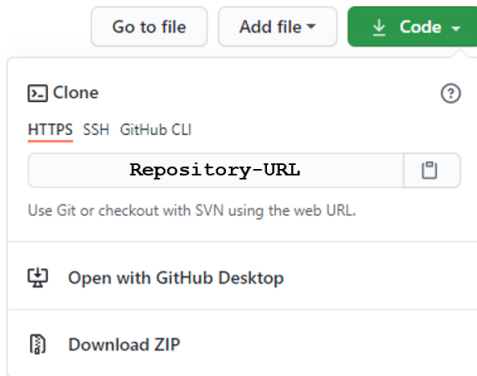 Go to file Add file Code
Clone
HTTPS SSH GitHub CLI
Repository-URL
Use Git or checkout with SVN using the web URL.
Open with GitHub Desktop
Download ZIP